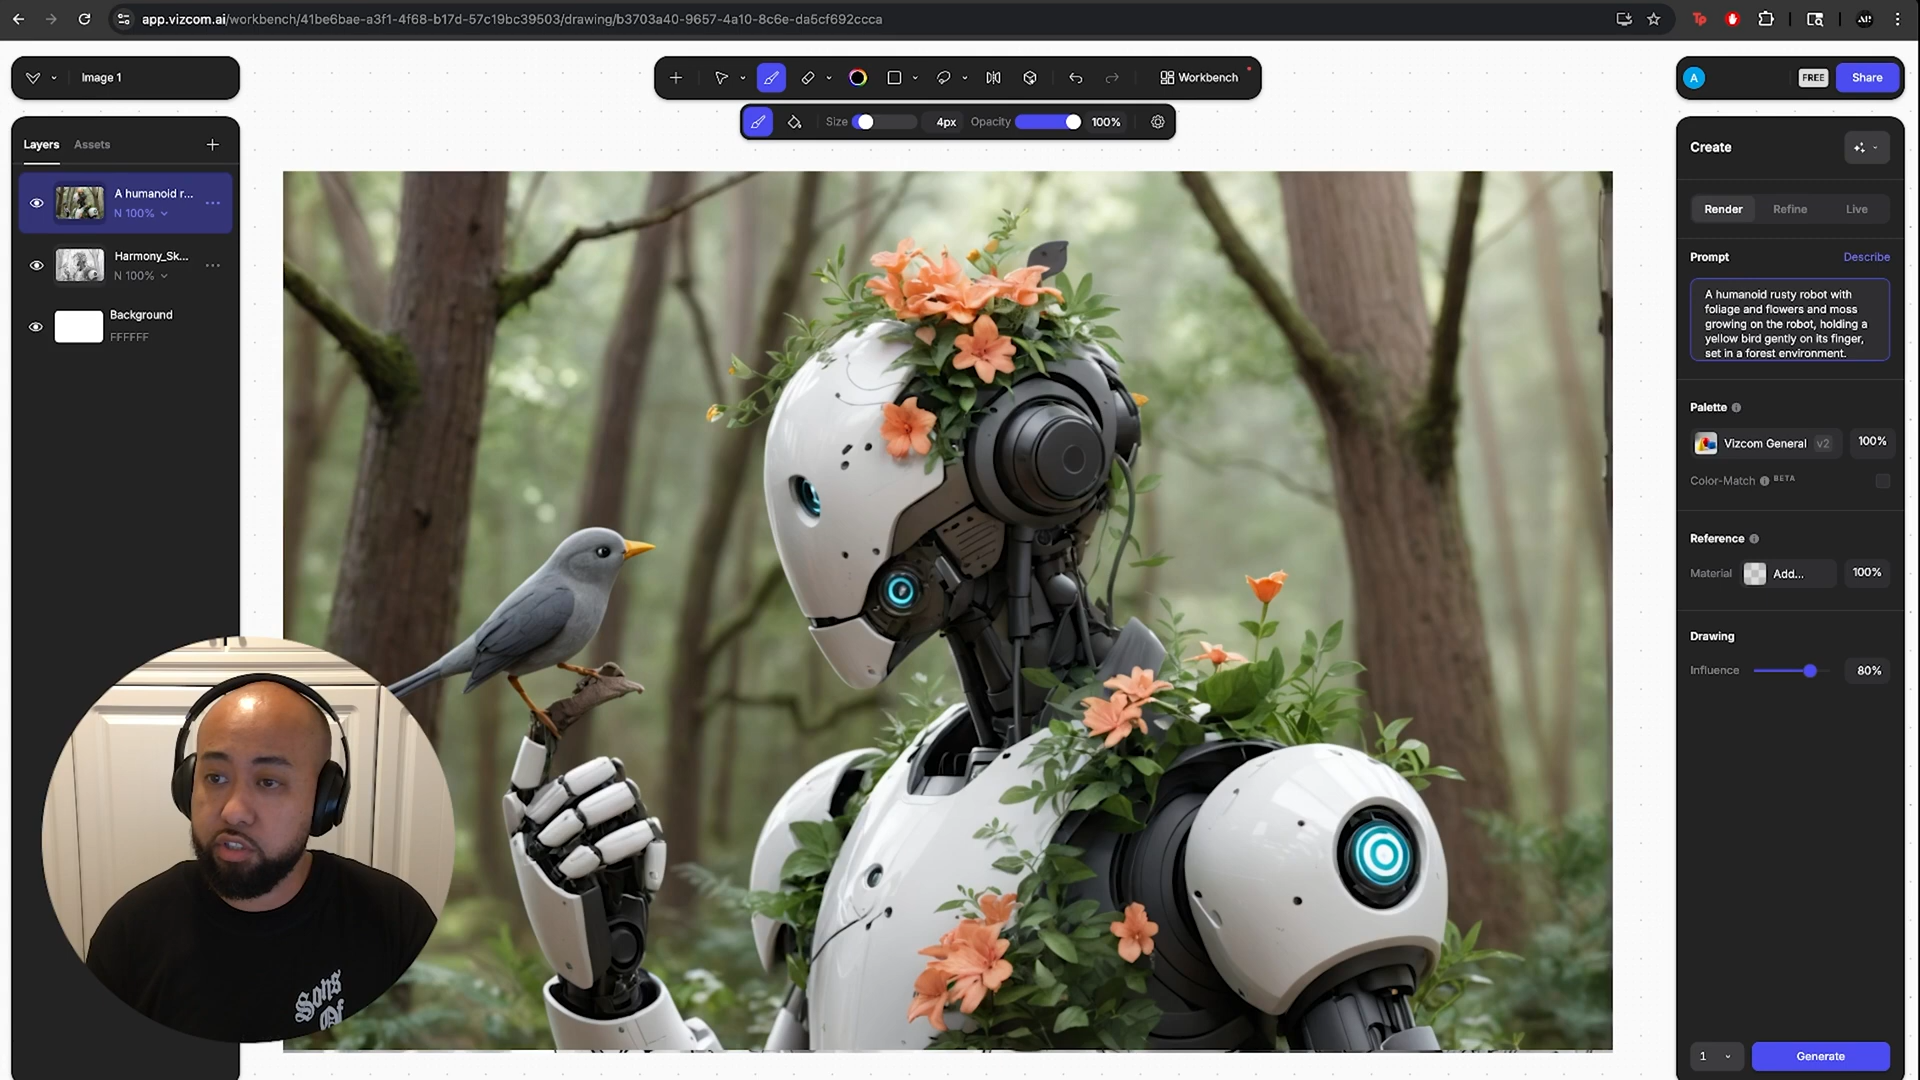 app.vizcom.ai/workbench/41be6bae-a3f1-4f68-b17d-57c19bc39503/drawing/b3703a40-9657-4a10-8c6e-da5cf692ccca
Image 1
Workbench
A
FREE
Share
Size
4px
Opacity
100%
Layers
Assets
A humanoid r...
N 100%
Harmony_Sk...
N 100%
Background
FFFFFF
Create
Render
Refine
Live
Prompt
Describe
A humanoid rusty robot with
foliage and flowers and moss
growing on the robot, holding a
yellow bird gently on its finger,
set in a forest environment.
Palette
Vizcom General v2
100%
Color-Match BETA
Reference
Material
Add...
100%
Drawing
Influence
80%
1
Generate
Sons
Of